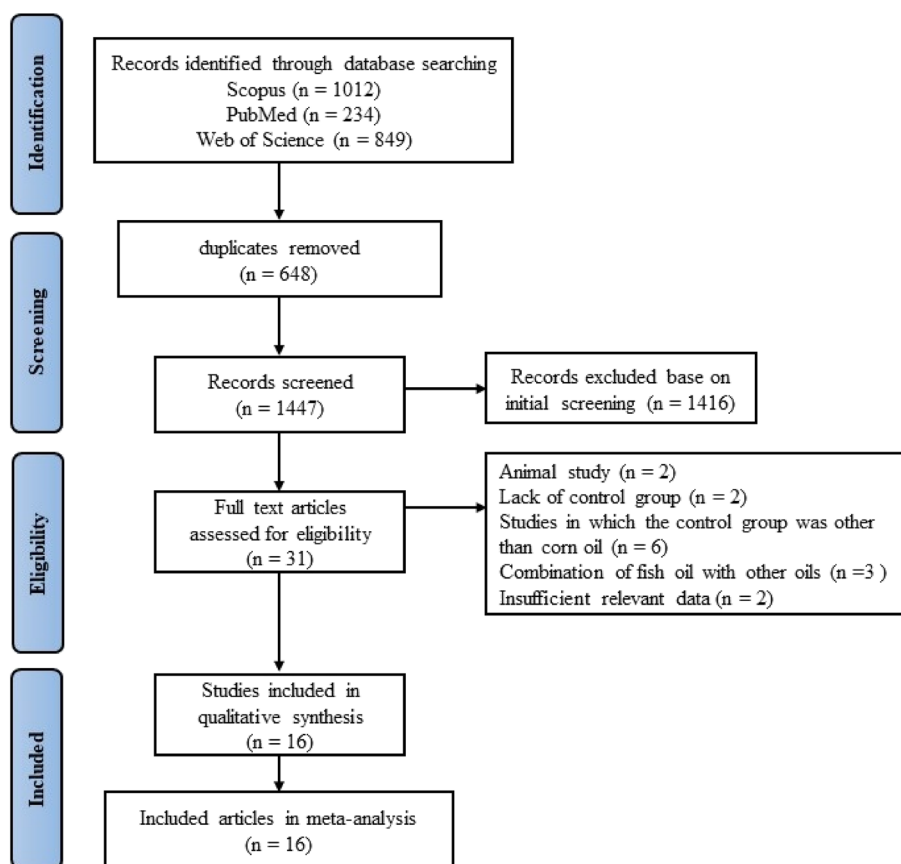 Identification
Records identified through database searching
Scopus (n = 1012)
PubMed (n = 234)
Web of Science (n = 849)
duplicates removed
(n = 648)
Screening
Records screened
(n = 1447)
Records excluded base on
initial screening (n = 1416)
Eligibility
Full text articles
assessed for eligibility
(n = 31)
Animal study (n = 2)
Lack of control group (n = 2)
Studies in which the control group was other
than corn oil (n = 6)
Combination of fish oil with other oils (n =3 )
Insufficient relevant data (n = 2)
Included
Studies included in
qualitative synthesis
(n = 16)
Included articles in meta-analysis
(n = 16)